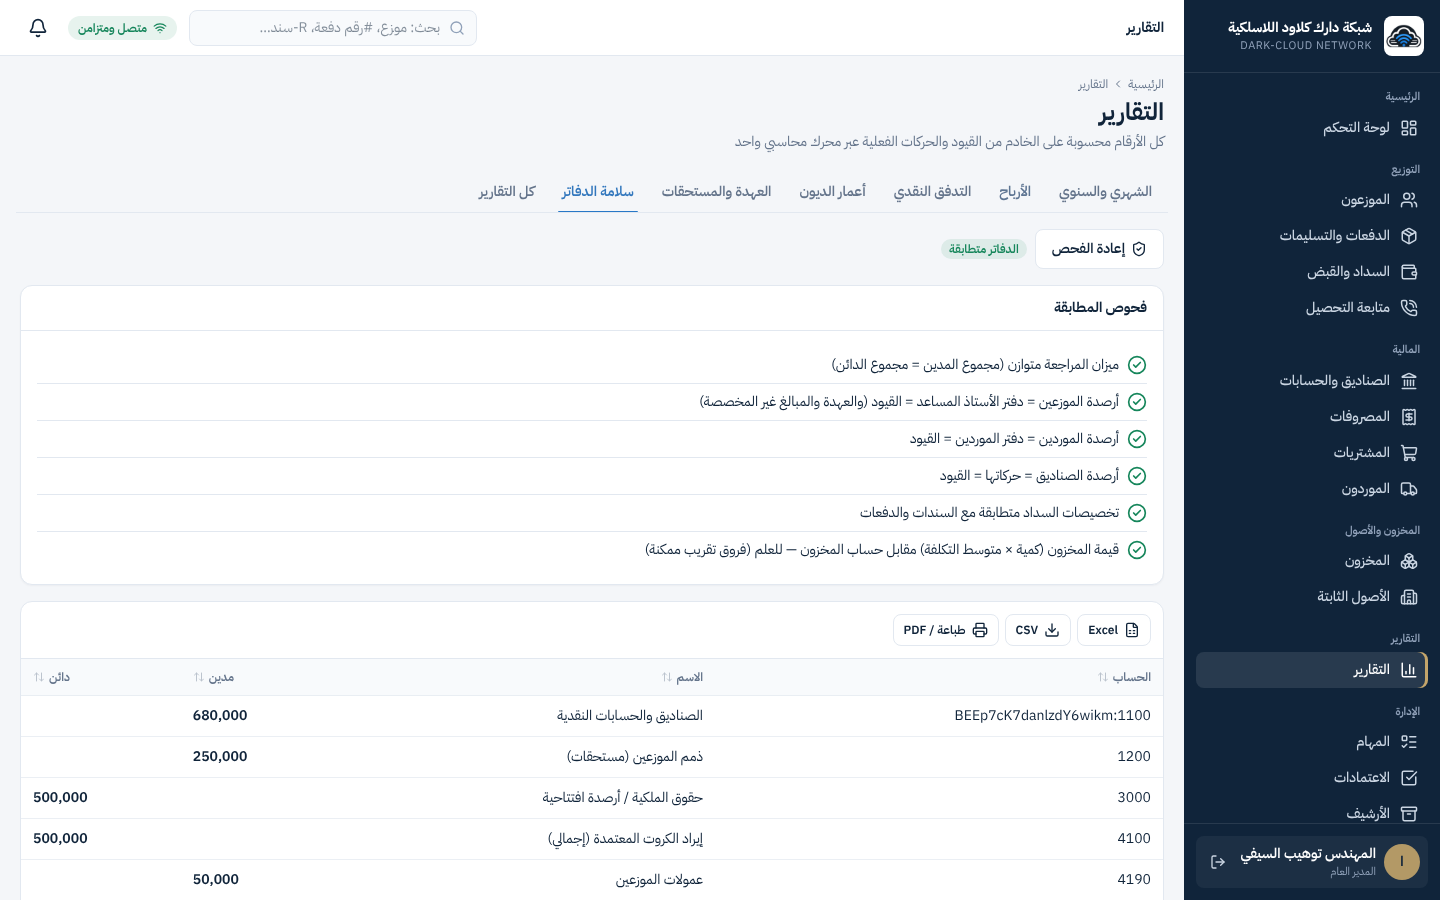 شبكة دارك كلاود اللاسلكية
DARK-CLOUD NETWORK
الرئيسية
لوحة التحكم
التوزيع
الموزعون
الدفعات والتسليمات
السداد والقبض
متابعة التحصيل
المالية
الصناديق والحسابات
المصروفات
المشتريات
الموردون
المخزون والأصول
المخزون
الأصول الثابتة
التقارير
التقارير
الإدارة
المهام
الاعتمادات
الأرشيف
المهندس توهيب السيفي
المدير العام
ا
التقارير
بحث: موزع، #رقم دفعة، R-سند...
متصل ومتزامن
الرئيسية
التقارير
التقارير
كل الأرقام محسوبة على الخادم من القيود والحركات الفعلية عبر محرك محاسبي واحد
الشهري والسنوي
الأرباح
التدفق النقدي
أعمار الديون
العهدة والمستحقات
سلامة الدفاتر
كل التقارير
إعادة الفحص
الدفاتر متطابقة
فحوص المطابقة
ميزان المراجعة متوازن (مجموع المدين = مجموع الدائن)
أرصدة الموزعين = دفتر الأستاذ المساعد = القيود (والعهدة والمبالغ غير المخصصة)
أرصدة الموردين = دفتر الموردين = القيود
أرصدة الصناديق = حركاتها = القيود
تخصيصات السداد متطابقة مع السندات والدفعات
قيمة المخزون (كمية × متوسط التكلفة) مقابل حساب المخزون — للعلم (فروق تقريب ممكنة)
Excel
CSV
طباعة / PDF
الحساب الاسم مدين دائن
1100:BEEp7cK7danlzdY6wikm الصناديق والحسابات النقدية 680,000
1200 ذمم الموزعين (مستحقات) 250,000
3000 حقوق الملكية / أرصدة افتتاحية 500,000
4100 إيراد الكروت المعتمدة (إجمالي) 500,000
4190 عمولات الموزعين 50,000